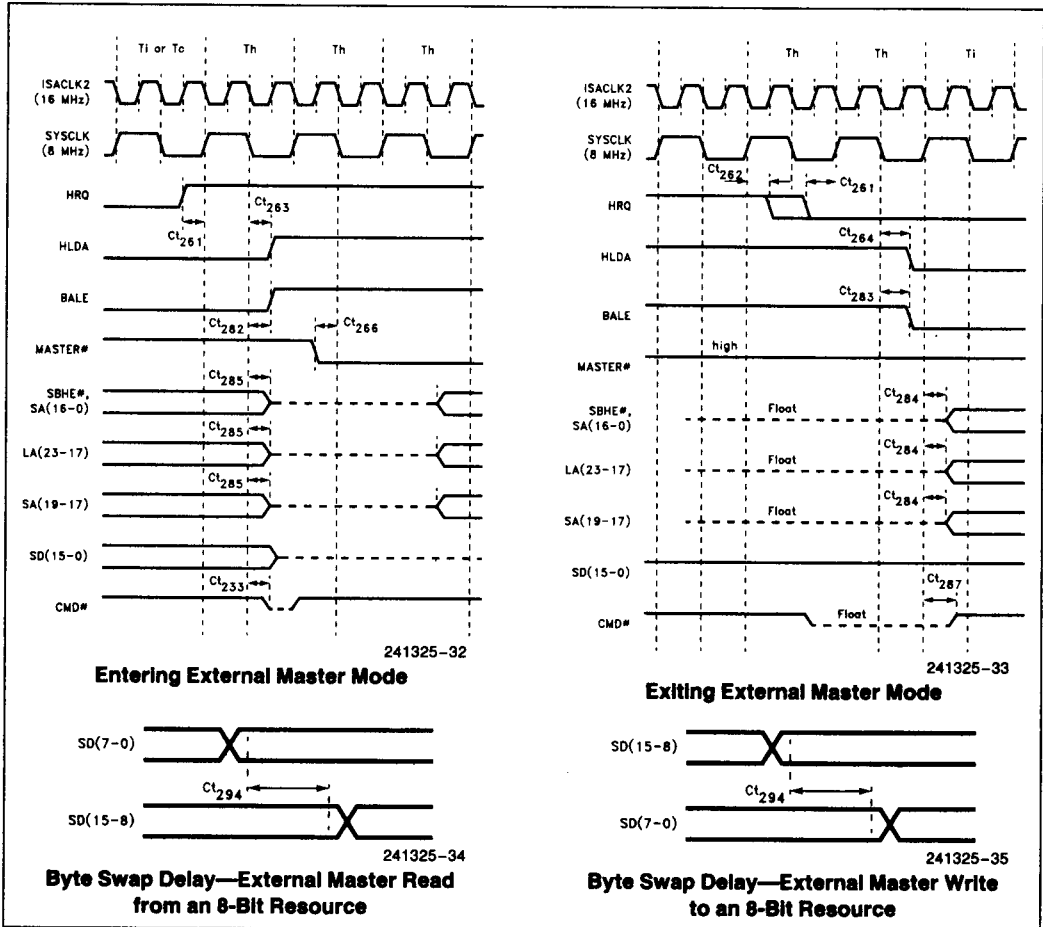 Ti or Tc Th Th Th
ISACLK2
(16 MHz)
SYSCLK
(8 MHz)
HRQ
Ct263
Ct261
HLDA
BALE
Ct282 Ct266
MASTER#
Ct285
SBHE#,
SA(16-0)
Ct285
LA(23-17)
Ct285
SA(19-17)
SD(15-0)
Ct233
CMD#
241325-32
Entering External Master Mode
Th Th Ti
ISACLK2
(16 MHz)
SYSCLK
(8 MHz)
Ct262 Ct261
HRQ
Ct264
HLDA
Ct283
BALE
high
MASTER#
Ct284
SBHE#,
SA(16-0)
Float
Ct284
LA(23-17)
Float
Ct284
SA(19-17)
Float
SD(15-0)
Ct287
CMD#
Float
241325-33
Exiting External Master Mode
SD(7-0)
Ct294
SD(15-8)
241325-34
Byte Swap Delay—External Master Read
from an 8-Bit Resource
SD(15-8)
Ct294
SD(7-0)
241325-35
Byte Swap Delay—External Master Write
to an 8-Bit Resource